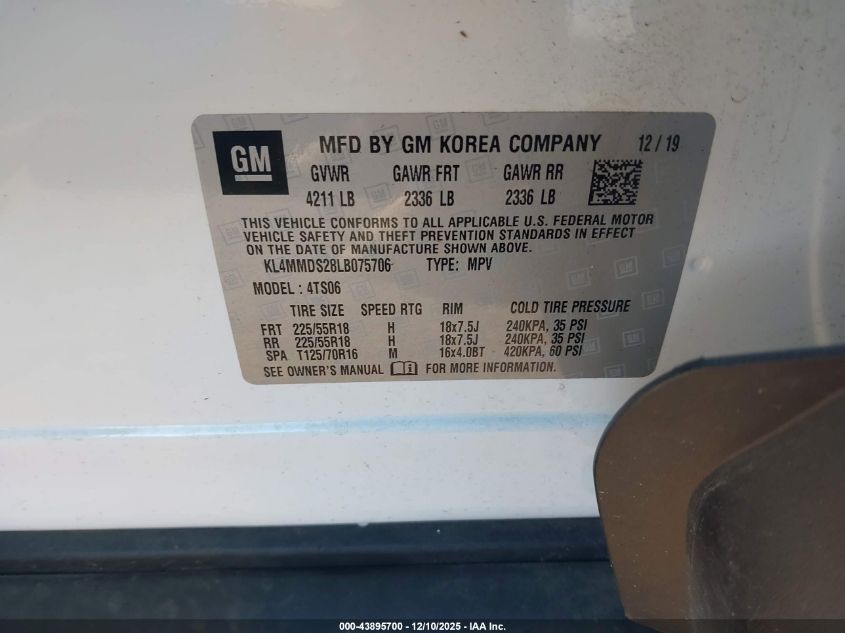 GM MFD BY GM KOREA COMPANY 12/19
GVWR GAWR FRT GAWR RR
4211 LB 2336 LB 2336 LB
THIS VEHICLE CONFORMS TO ALL APPLICABLE U.S. FEDERAL MOTOR
VEHICLE SAFETY AND THEFT PREVENTION STANDARDS IN EFFECT
ON THE DATE OF MANUFACTURE SHOWN ABOVE.
KL4MMDS28LB075706 TYPE: MPV
MODEL: 4TS06
TIRE SIZE SPEED RTG RIM COLD TIRE PRESSURE
FRT 225/55R18 H 18x7.5J 240KPA, 35 PSI
RR 225/55R18 H 18x7.5J 240KPA, 35 PSI
SPA T125/70R16 M 16x4.0BT 420KPA, 60 PSI
SEE OWNER'S MANUAL FOR MORE INFORMATION.
000-43895700 - 12/10/2025 - IAA Inc.